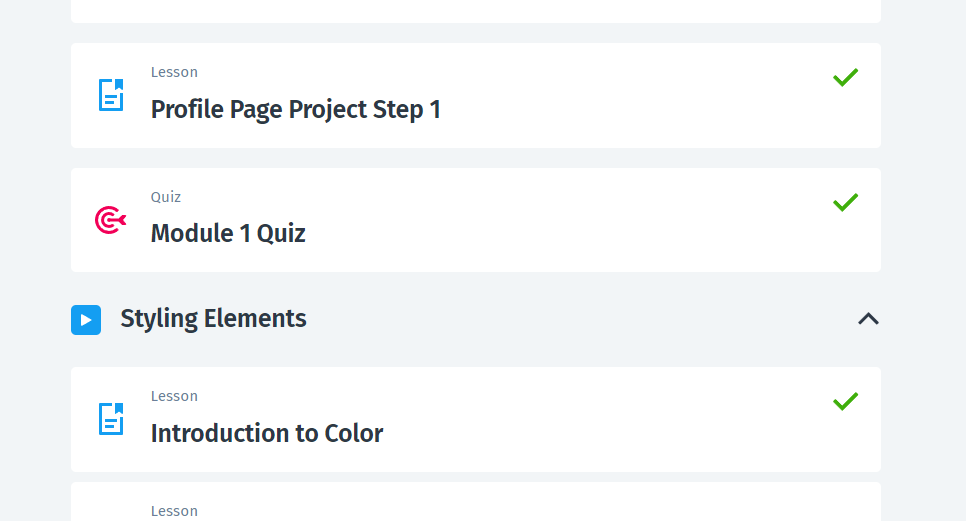 Lesson
Profile Page Project Step 1
Quiz
Module 1 Quiz
Styling Elements
Lesson
Introduction to Color
Lesson